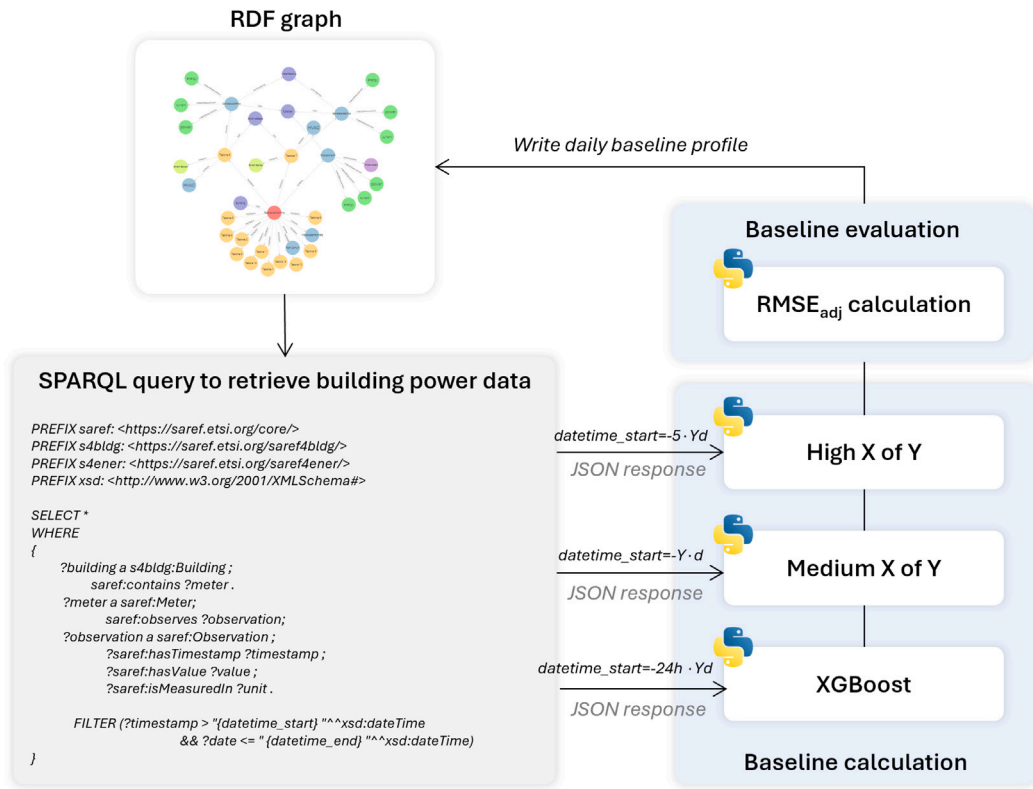 RDF graph
Write daily baseline profile
Baseline evaluation
RMSEadj calculation
SPARQL query to retrieve building power data
PREFIX saref: <https://saref.etsi.org/core/>
PREFIX s4bldg: <https://saref.etsi.org/saref4bldg/>
PREFIX s4ener: <https://saref.etsi.org/saref4ener/>
PREFIX xsd: <http://www.w3.org/2001/XMLSchema#>
SELECT *
WHERE
{
?building a s4bldg:Building ;
saref:contains ?meter .
?meter a saref:Meter;
saref:observes ?observation;
?observation a saref:Observation ;
?saref:hasTimestamp ?timestamp ;
?saref:hasValue ?value ;
?saref:isMeasuredIn ?unit .
FILTER (?timestamp > "{datetime_start} "^^xsd:dateTime
&& ?date <= " {datetime_end} "^^xsd:dateTime)
}
datetime_start=-5 · Yd
JSON response
High X of Y
datetime_start=-Y · d
JSON response
Medium X of Y
datetime_start=-24h · Yd
JSON response
XGBoost
Baseline calculation